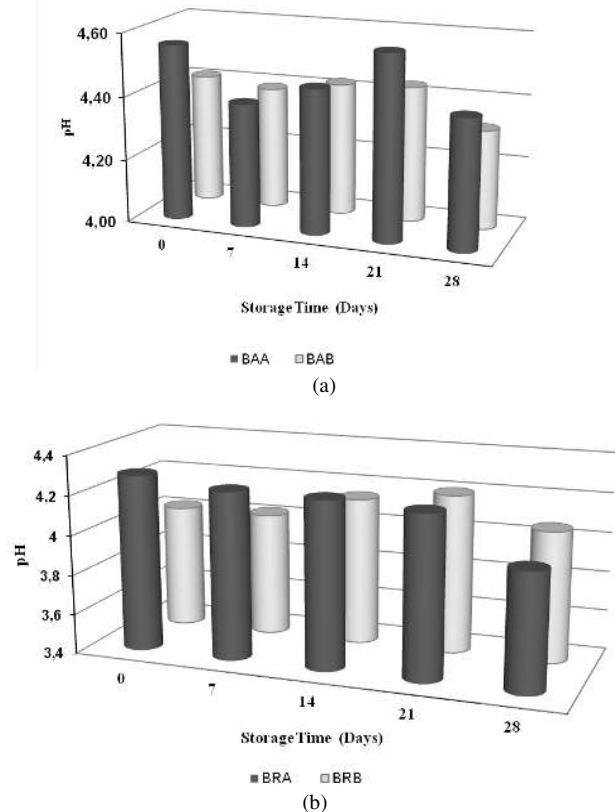 4,60
4,40
4,20
4,00
pH
0 7 14 21 28
Storage Time (Days)
BAA BAB
(a)
4,4
4,2
4
3,8
3,6
3,4
pH
0 7 14 21 28
Storage Time (Days)
BRA BRB
(b)